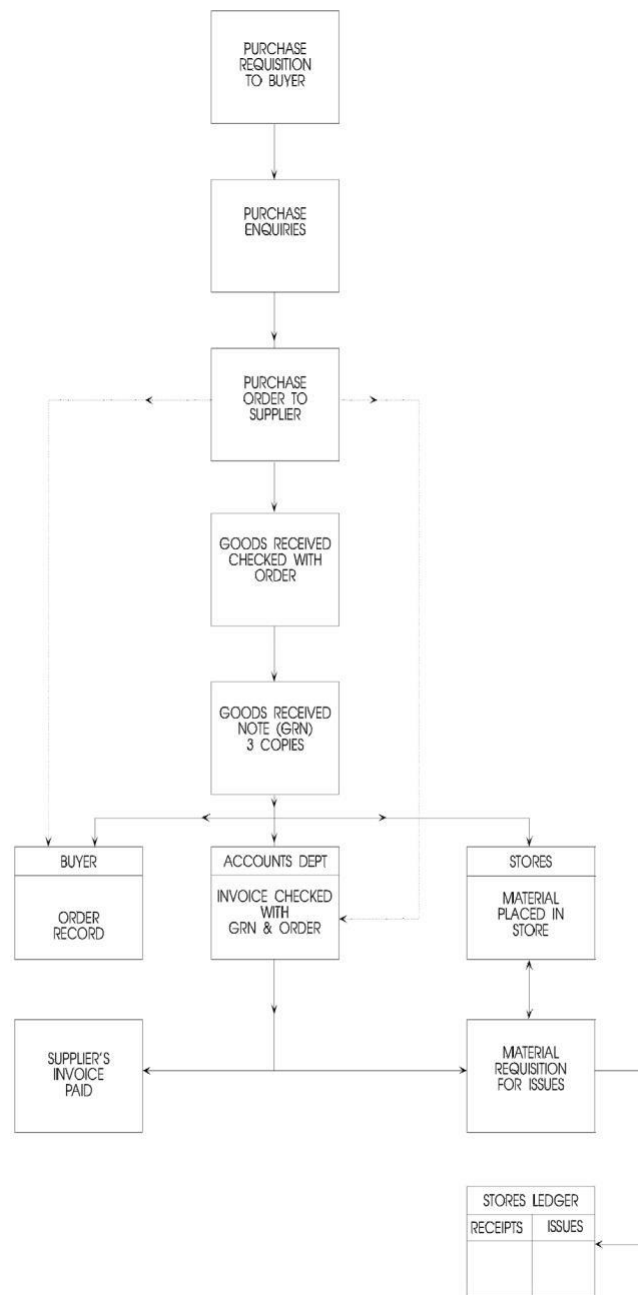 PURCHASE
REQUISITION
TO BUYER
PURCHASE
ENQUIRIES
PURCHASE
ORDER TO
SUPPLIER
GOODS RECEIVED
CHECKED WITH
ORDER
GOODS RECEIVED
NOTE (GRN)
3 COPIES
BUYER
ORDER
RECORD
ACCOUNTS DEPT
INVOICE CHECKED
WITH
GRN & ORDER
STORES
MATERIAL
PLACED IN
STORE
SUPPLIER'S
INVOICE
PAID
MATERIAL
REQUISITION
FOR ISSUES
STORES LEDGER
RECEIPTS ISSUES